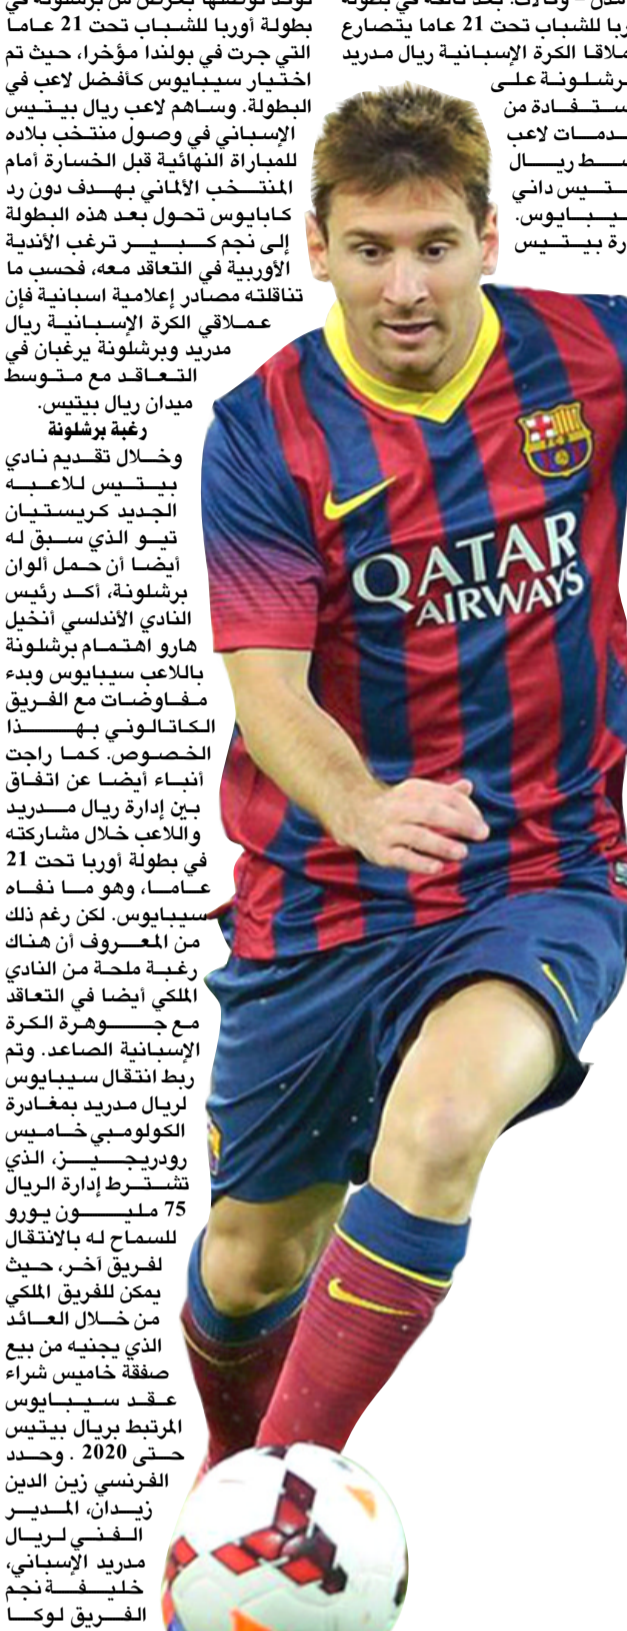 ربا للشباب تحت 21 عاما يتصارع
ملاقا الكرة الإسبانية ريال مدريد
برشلونة على
ستفادة من
دمات لاعب
سط ريال
تيس داني
يبايوس.
رة بيتيس
بطولة أوربا للشباب تحت 21 عاما
التي جرت في بولندا مؤخرا، حيث تم
اختيار سيبايوس كأفضل لاعب في
البطولة. وساهم لاعب ريال بيتيس
الإسباني في وصول منتخب بلاده
للمباراة النهائية قبل الخسارة أمام
المنتخب الألماني بهدف دون رد
كابايوس تحول بعد هذه البطولة
إلى نجم كبير ترغب الأندية
الأوربية في التعاقد معه، فحسب ما
تناقلته مصادر إعلامية اسبانية فإن
عملاقي الكرة الإسبانية ريال
مدريد وبرشلونة يرغبان في
التعاقد مع متوسط
ميدان ريال بيتيس.
رغبة برشلونة
وخلال تقديم نادي
بيتيس للاعبه
الجديد كريستيان
تيو الذي سبق له
أيضا أن حمل ألوان
برشلونة، أكد رئيس
النادي الأندلسي أنخيل
هارو اهتمام برشلونة
باللاعب سيبايوس وبدء
مفاوضات مع الفريق
الكاتالوني بهذا
الخصوص. كما راجت
أنباء أيضا عن اتفاق
بين إدارة ريال مدريد
واللاعب خلال مشاركته
في بطولة أوربا تحت 21
عاما، وهو ما نفاه
سيبايوس. لكن رغم ذلك
من المعروف أن هناك
رغبة ملحة من النادي
الملكي أيضا في التعاقد
مع جوهرة الكرة
الإسبانية الصاعد. وتم
ربط انتقال سيبايوس
لريال مدريد بمغادرة
الكولومبي خاميس
رودريجيز، الذي
تشترط إدارة الريال
75 مليون يورو
للسماح له بالانتقال
لفريق آخر، حيث
يمكن للفريق الملكي
من خلال العائد
الذي يجنيه من بيع
صفقة خاميس شراء
عقد سيبايوس
المرتبط بريال بيتيس
حتى 2020 . وحدد
الفرنسي زين الدين
زيدان، المدير
الفني لريال
مدريد الإسباني،
خليفة نجم
الفريق لوكا
QATAR
AIRWAYS